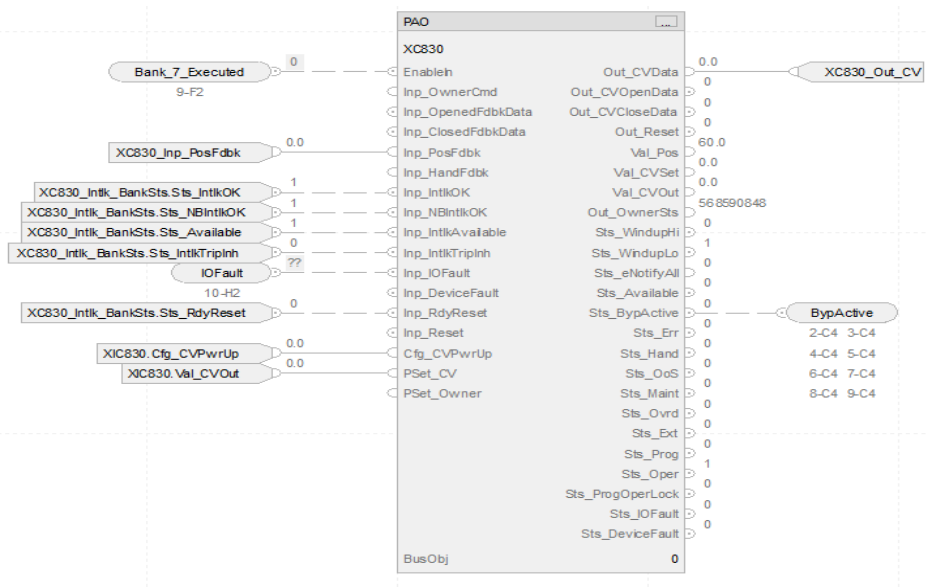 PAO ...
XC830
Bank_7_Executed 0 EnableIn Out_CVData 0.0 XC830_Out_CV
9-F2 Inp_OwnerCmd Out_CVOpenData 0
Inp_OpenedFdbkData Out_CVCloseData 0
Inp_ClosedFdbkData Out_Reset 0
XC830_Inp_PosFdbk 0.0 Inp_PosFdbk Val_Pos 60.0
Inp_HandFdbk Val_CVSet 0.0
XC830_Intlk_BankSts.Sts_IntlkOK 1 Inp_IntlkOK Val_CVOut 0.0
XC830_Intlk_BankSts.Sts_NBIntlkOK 1 Inp_NBIntlkOK Out_OwnerSts 568590848
XC830_Intlk_BankSts.Sts_Available 1 Inp_IntlkAvailable Sts_WindupHi 0
XC830_Intlk_BankSts.Sts_IntlkTripInh 0 Inp_IntlkTripInh Sts_WindupLo 1
IOFault ?? Inp_IOFault Sts_eNotifyAll 0
10-H2 Inp_DeviceFault Sts_Available 0
XC830_Intlk_BankSts.Sts_RdyReset 0 Inp_RdyReset Sts_BypActive 0 BypActive
Inp_Reset Sts_Err 0 2-C4 3-C4
XIC830.Cfg_CVPwrUp 0.0 Cfg_CVPwrUp Sts_Hand 0 4-C4 5-C4
XIC830.Val_CVOut 0.0 PSet_CV Sts_OoS 0 6-C4 7-C4
PSet_Owner Sts_Maint 0 8-C4 9-C4
Sts_Ovrd 0
Sts_Ext 0
Sts_Prog 0
Sts_Oper 1
Sts_ProgOperLock 0
Sts_IOFault 0
Sts_DeviceFault 0
BusObj 0